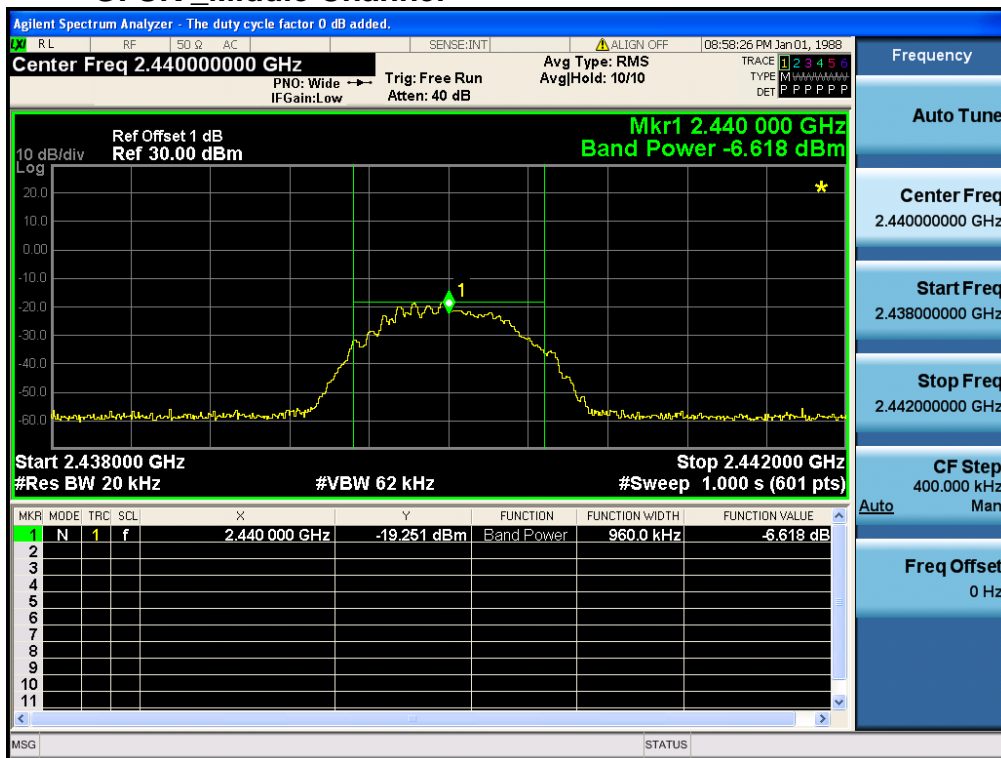 Agilent Spectrum Analyzer - The duty cycle factor 0 dB added.
LXI RL RF 50 Ω AC SENSE:INT ALIGN OFF 08:58:26 PM Jan 01, 1988
Center Freq 2.440000000 GHz
PNO: Wide
IFGain:Low
Trig: Free Run
Atten: 40 dB
Avg Type: RMS
Avg|Hold: 10/10
TRACE 1 2 3 4 5 6
TYPE M
DET P P P P P P
Ref Offset 1 dB
Ref 30.00 dBm
10 dB/div
Log
Mkr1 2.440 000 GHz
Band Power -6.618 dBm
20.0
10.0
0.00
-10.0
-20.0
-30.0
-40.0
-50.0
-60.0
1
*
Start 2.438000 GHz
Stop 2.442000 GHz
#Res BW 20 kHz
#VBW 62 kHz
#Sweep 1.000 s (601 pts)
MKR MODE TRC SCL X Y FUNCTION FUNCTION WIDTH FUNCTION VALUE
1 N 1 f 2.440 000 GHz -19.251 dBm Band Power 960.0 kHz -6.618 dB
2
3
4
5
6
7
8
9
10
11
MSG
STATUS
Frequency
Auto Tune
Center Freq
2.440000000 GHz
Start Freq
2.438000000 GHz
Stop Freq
2.442000000 GHz
CF Step
400.000 kHz
Auto Man
Freq Offset
0 Hz